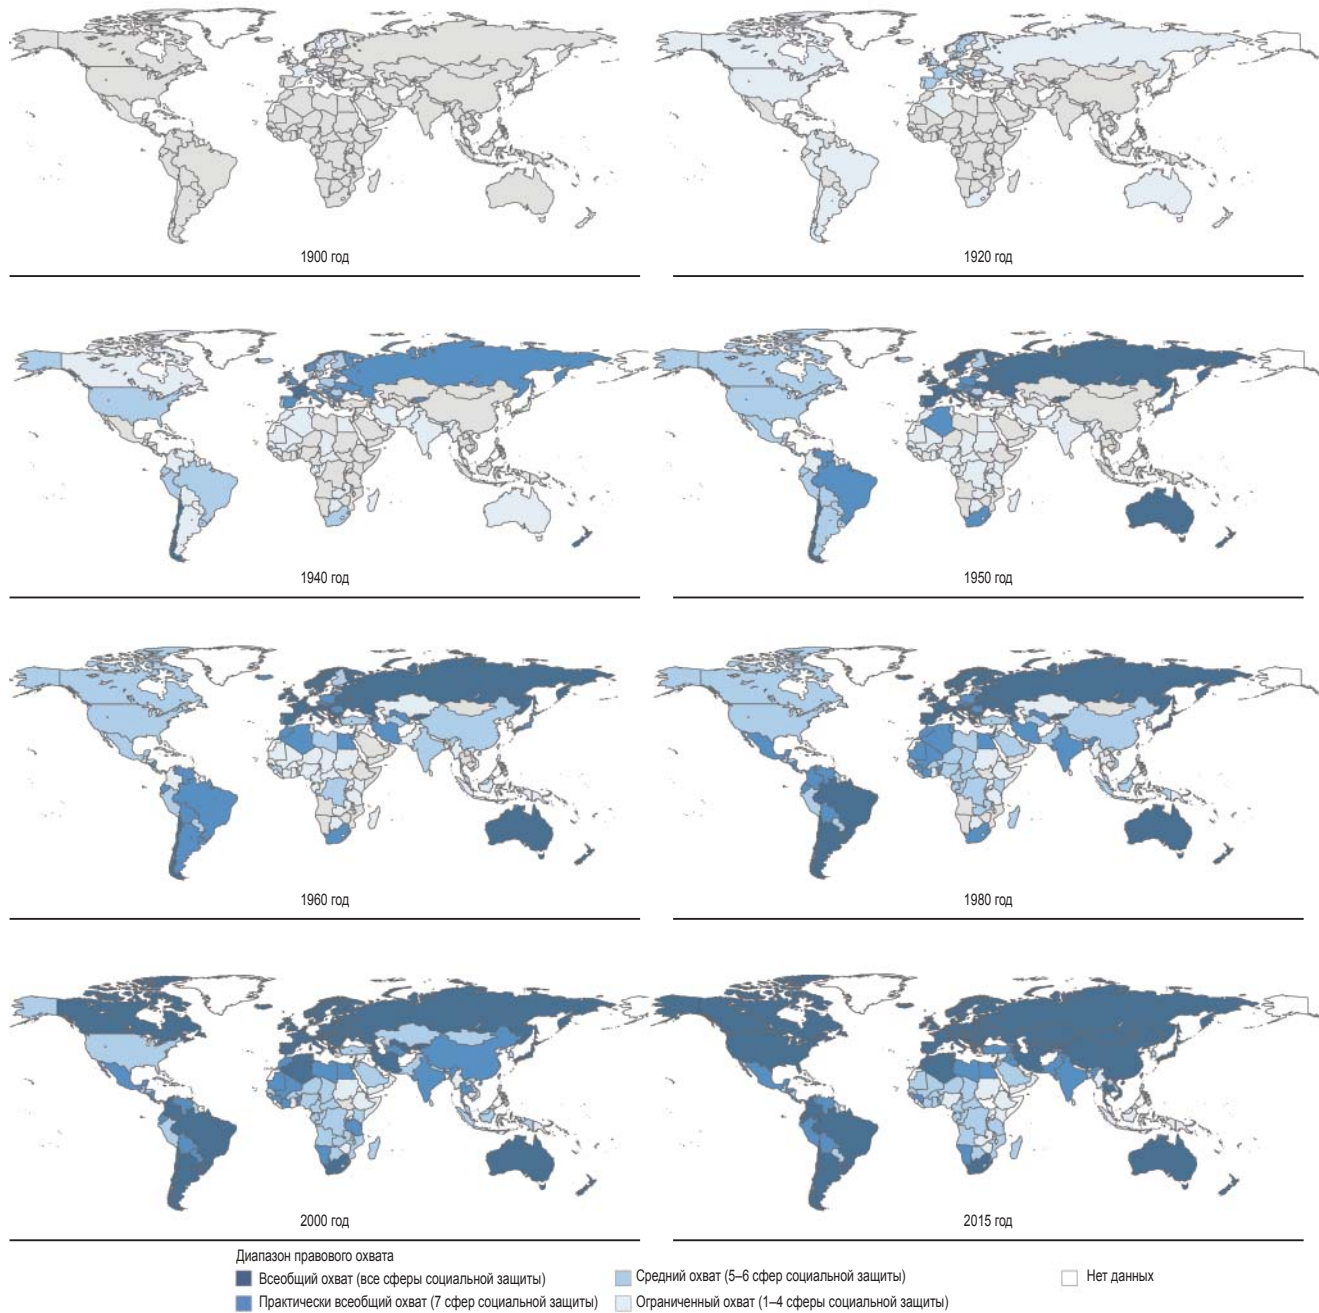 1900 год
1920 год
1940 год
1950 год
1960 год
1980 год
2000 год
2015 год
Диапазон правового охвата
Всеобщий охват (все сферы социальной защиты)
Средний охват (5–6 сфер социальной защиты)
Нет данных
Практически всеобщий охват (7 сфер социальной защиты)
Ограниченный охват (1–4 сферы социальной защиты)